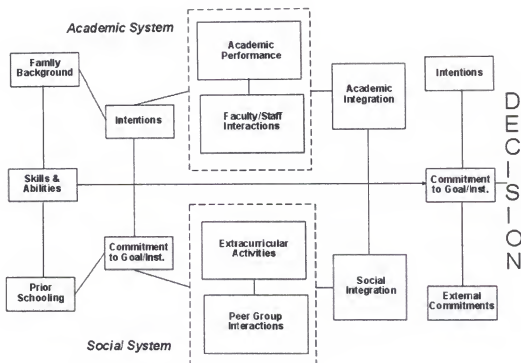 Academic System
Family
Background
Intentions
Academic
Performance
Faculty/Staff
Interactions
Academic
Integration
Intentions
Skills &
Abilities
Commitment
to Goal/Inst.
DECISION
Prior
Schooling
Commitment
to Goal/Inst.
Extracurricular
Activities
Peer Group
Interactions
Social
Integration
External
Commitments
Social System